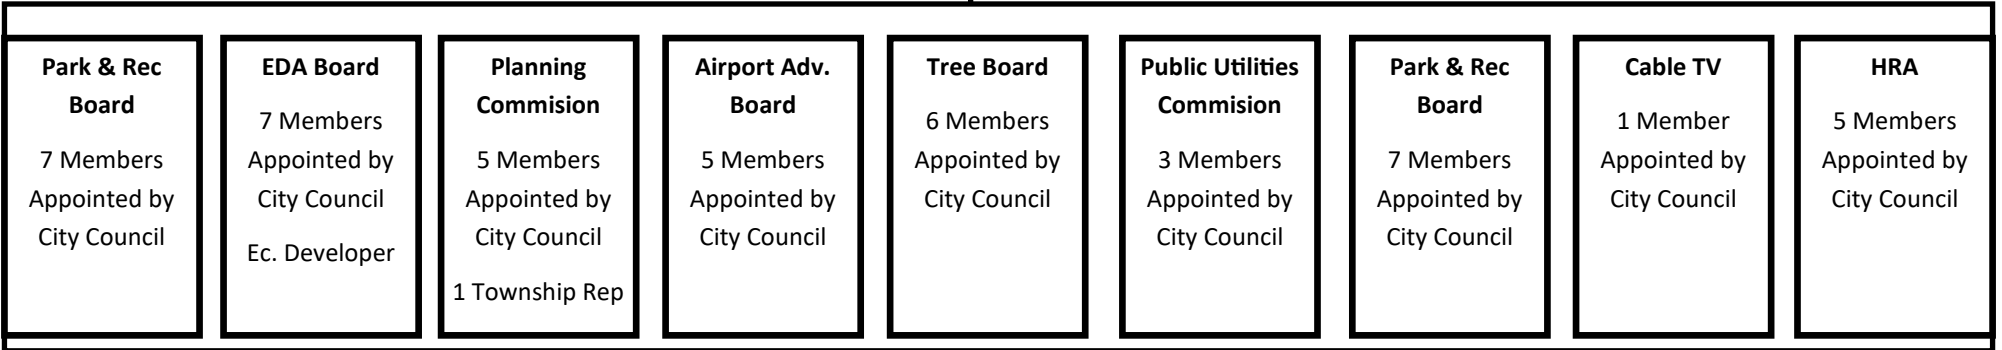 Park & Rec
Board
7 Members
Appointed by
City Council
EDA Board
7 Members
Appointed by
City Council
Ec. Developer
Planning
Commision
5 Members
Appointed by
City Council
1 Township Rep
Airport Adv.
Board
5 Members
Appointed by
City Council
Tree Board
6 Members
Appointed by
City Council
Public Utilities
Commision
3 Members
Appointed by
City Council
Park & Rec
Board
7 Members
Appointed by
City Council
Cable TV
1 Member
Appointed by
City Council
HRA
5 Members
Appointed by
City Council